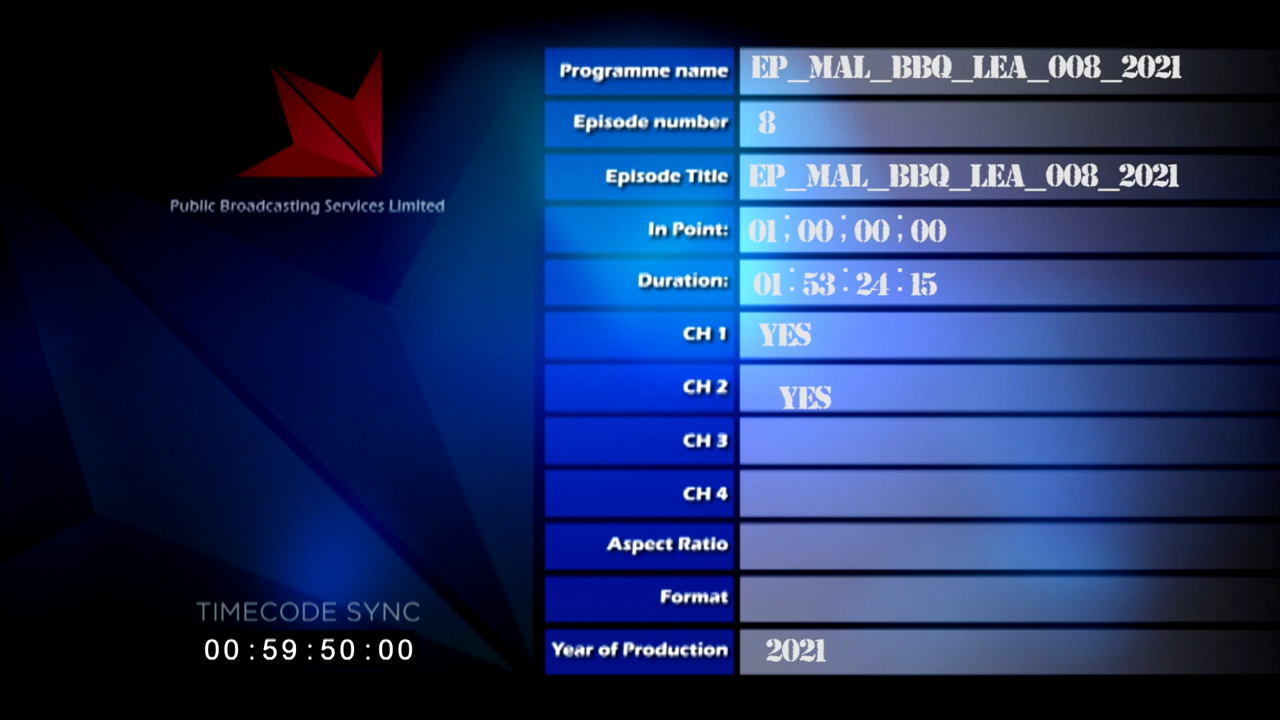 Public Broadcasting Services Limited
Programme name EP_MAL_BBQ_LEA_008_2021
Episode number 8
Episode Title EP_MAL_BBQ_LEA_008_2021
In Point: 01;00;00;00
Duration: 01:53:24:15
CH 1 YES
CH 2 YES
CH 3
CH 4
Aspect Ratio
Format
Year of Production 2021
TIMECODE SYNC
00:59:50:00